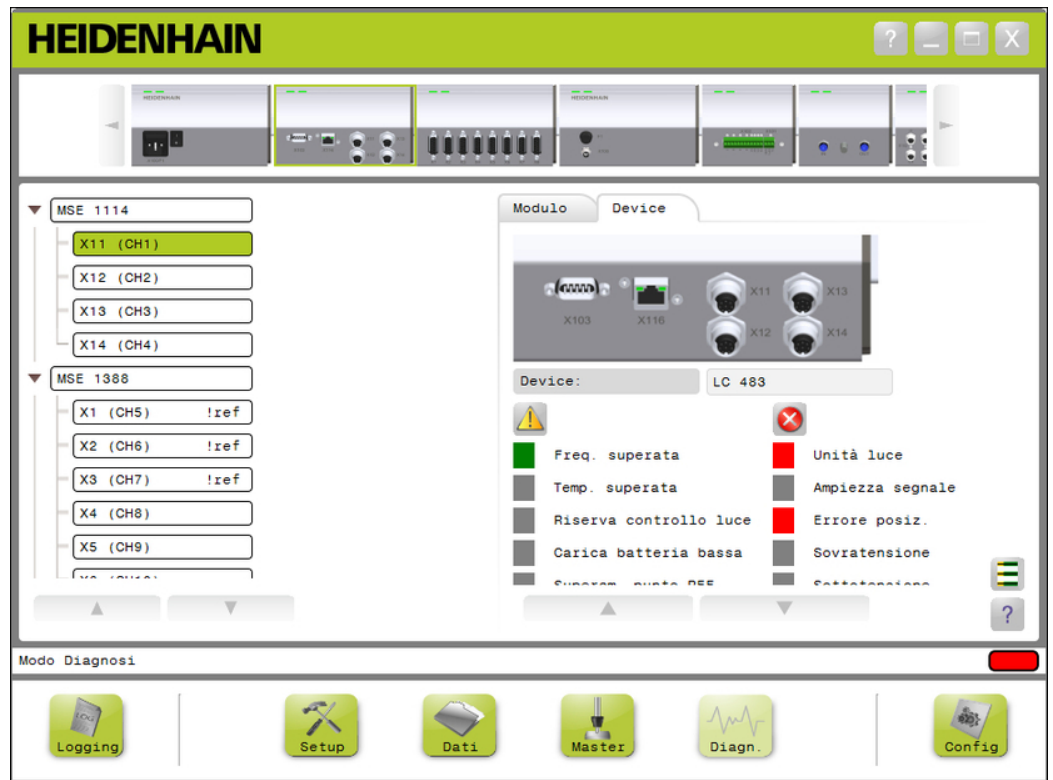 HEIDENHAIN
?
X
HEIDENHAIN
HEIDENHAIN
MSE 1114
X11 (CH1)
X12 (CH2)
X13 (CH3)
X14 (CH4)
MSE 1388
X1 (CH5) !ref
X2 (CH6) !ref
X3 (CH7) !ref
X4 (CH8)
X5 (CH9)
Modulo Device
X103 X116 X11 X13
X12 X14
Device: LC 483
Freq. superata Unità luce
Temp. superata Ampiezza segnale
Riserva controllo luce Errore posiz.
Carica batteria bassa Sovratensione
?
Modo Diagnosi
LOG
Logging Setup Dati Master Diagn. Config